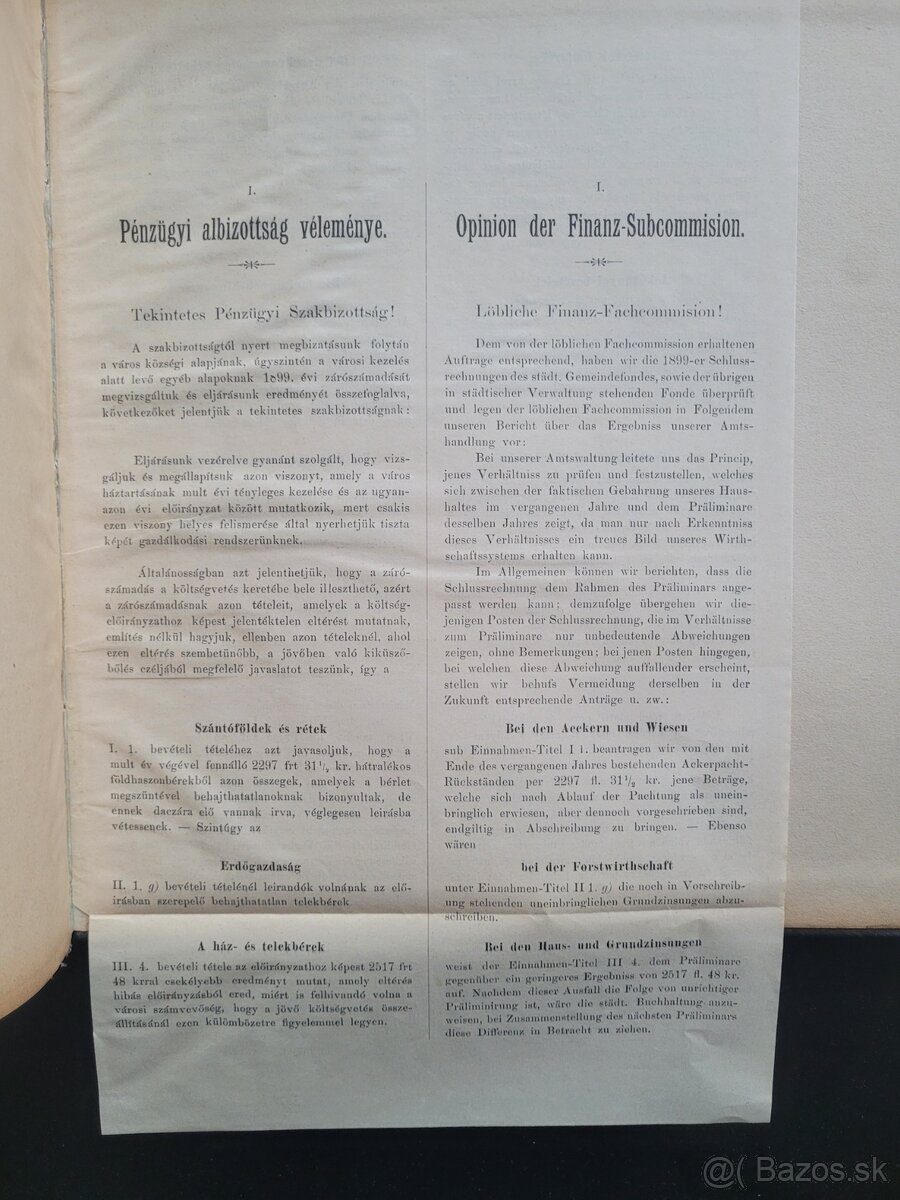 I.
Pénzügyi albizottság véleménye.
Tekintetes Pénzügyi Szakbizottság!
A szakbizottságtól nyert megbizatásunk folytán
a város községi alapjának, úgyszintén a városi kezelés
alatt levő egyéb alapoknak 1899. évi zárószámadását
megvizsgáltuk és eljárásunk eredményét összefoglalva,
következőket jelentjük a tekintetes szakbizottságnak:
Eljárásunk vezérelve gyanánt szolgált, hogy vizs-
gáljuk és megállapitsuk azon viszonyt, amely a város
háztartásának mult évi tényleges kezelése és az ugyan-
azon évi előirányzat között mutatkozik, mert csakis
ezen viszony helyes felismerése által nyerhetjük tiszta
képét gazdálkodási rendszerünknek.
Általánosságban azt jelenthetjük, hogy a záró-
számadás a költségvetés keretébe bele illeszthető, azért
a zárószámadásnak azon tételeit, amelyek a költség-
előirányzathoz képest jelentéktelen eltérést mutatnak,
emlités nélkül hagyjuk, ellenben azon tételeknél, ahol
ezen eltérés szembetünőbb, a jövőben való kiküszö-
bölés czéljából megfelelő javaslatot teszünk, igy a
Szántóföldek és rétek
I. 1. bevételi tételéhez azt javasoljuk, hogy a
mult év végével fennálló 2297 frt 31 1/2 kr. hátralékos
földhaszonbérekből azon összegek, amelyek a bérlet
megszüntével behajthatatlanoknak bizonyultak, de
ennek daczára elő vannak irva, véglegesen leirásba
vétessenek. — Szintúgy az
Erdőgazdaság
II. 1. g) bevételi tételénél leirandók volnának az elő-
irásban szerepelő behajthatatlan telekbérek
A ház- és telekbérek
III. 4. bevételi tétele az előirányzathoz képest 2517 frt
48 krral csekélyebb eredményt mutat, amely eltérés
hibás előirányzásból ered, miért is felhivandó volna a
városi számvevőség, hogy a jövő költségvetés össze-
állitásánál ezen külömbözetre figyelemmel legyen.
I.
Opinion der Finanz-Subcommision.
Löbliche Finanz-Fachcommision!
Dem von der löblichen Fachcommission erhaltenen
Auftrage entsprechend, haben wir die 1899-er Schluss-
rechnungen des städt. Gemeindefondes, sowie der übrigen
in städtischer Verwaltung stehenden Fonde überprüft
und legen der löblichen Fachcommission in Folgendem
unseren Bericht über das Ergebniss unserer Amts-
handlung vor:
Bei unserer Amtswaltung leitete uns das Princip,
jenes Verhältniss zu prüfen und festzustellen, welches
sich zwischen der faktischen Gebahrung unseres Haus-
haltes im vergangenen Jahre und dem Präliminare
desselben Jahres zeigt, da man nur nach Erkenntniss
dieses Verhältnisses ein treues Bild unseres Wirth-
schaftssystems erhalten kann.
Im Allgemeinen können wir berichten, dass die
Schlussrechnung dem Rahmen des Präliminars ange-
passt werden kann; demzufolge übergehen wir die-
jenigen Posten der Schlussrechnung, die im Verhältnisse
zum Präliminare nur unbedeutende Abweichungen
zeigen, ohne Bemerkungen; bei jenen Posten hingegen,
bei welchen diese Abweichung auffallender erscheint,
stellen wir behufs Vermeidung derselben in der
Zukunft entsprechende Anträge u. zw.:
Bei den Aeckern und Wiesen
sub Einnahmen-Titel I 1. beantragen wir von den mit
Ende des vergangenen Jahres bestehenden Ackerpacht-
Rückständen per 2297 fl. 31 1/2 kr. jene Beträge,
welche sich nach Ablauf der Pachtung als unein-
bringlich erwiesen, aber dennoch vorgeschrieben sind,
endgiltig in Abschreibung zu bringen. — Ebenso
wären
bei der Forstwirthschaft
unter Einnahmen-Titel II 1. g) die noch in Vorschreib-
ung stehenden uneinbringlichen Grundzinsungen abzu-
schreiben.
Bei den Haus- und Grundzinsungen
weist der Einnahmen-Titel III 4. dem Präliminare
gegenüber ein geringeres Ergebniss von 2517 fl. 48 kr.
auf. Nachdem dieser Ausfall die Folge von unrichtiger
Präliminirung ist, wäre die städt. Buchhaltung anzu-
weisen, bei Zusammenstellung des nächsten Präliminars
diese Differenz in Betracht zu ziehen.
@( Bazos.sk